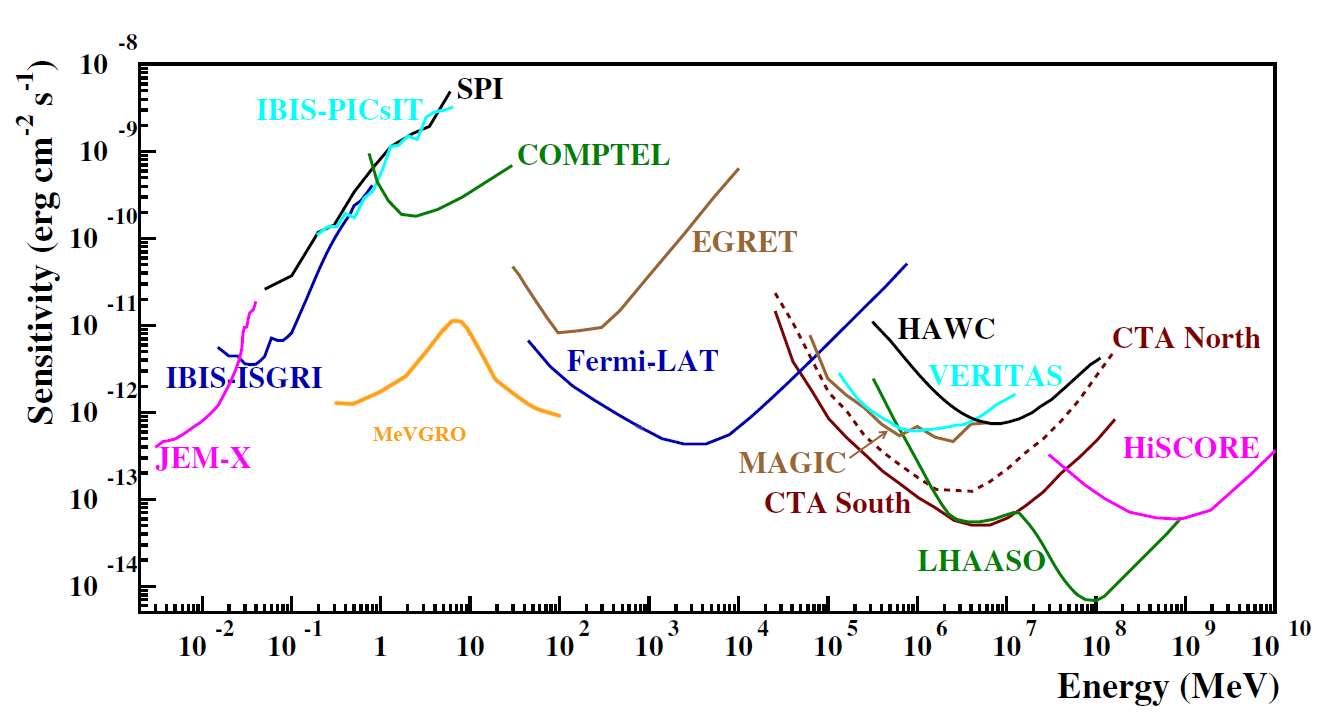 Sensitivity (erg cm-2 s-1)
10-8
10-9
10-10
10-11
10-12
10-13
10-14
SPI
IBIS-PICsIT
COMPTEL
EGRET
HAWC
CTA North
Fermi-LAT
IBIS-ISGRI
VERITAS
MeVGRO
JEM-X
MAGIC
HiSCORE
CTA South
LHAASO
10-2 10-1 1 10 102 103 104 105 106 107 108 109 1010
Energy (MeV)